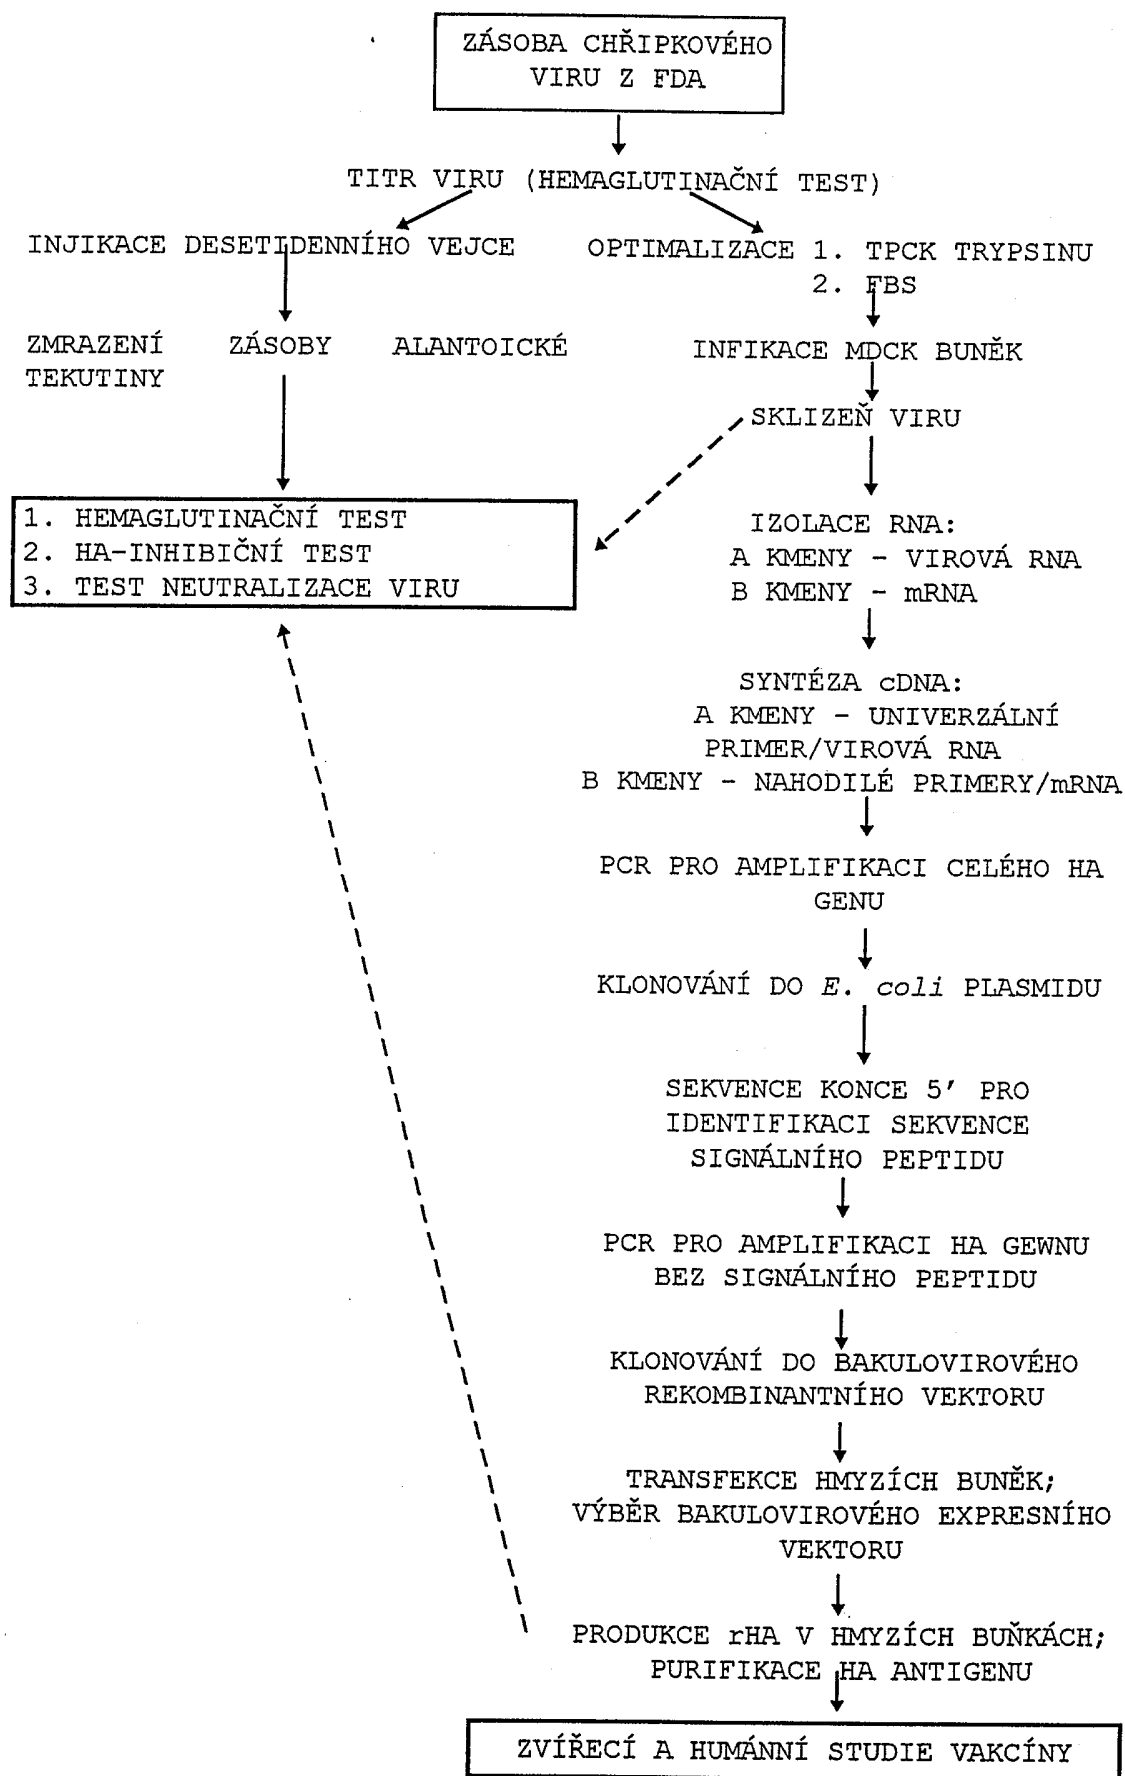 ZÁSOBA CHŘIPKOVÉHO
VIRU Z FDA
TITR VIRU (HEMAGLUTINAČNÍ TEST)
INJIKACE DESETIDENNÍHO VEJCE
OPTIMALIZACE 1. TPCK TRYPSINU
2. FBS
ZMRAZENÍ ZÁSOBY ALANTOICKÉ
TEKUTINY
INFIKACE MDCK BUNĚK
SKLIZEŇ VIRU
1. HEMAGLUTINAČNÍ TEST
2. HA-INHIBIČNÍ TEST
3. TEST NEUTRALIZACE VIRU
IZOLACE RNA:
A KMENY - VIROVÁ RNA
B KMENY - mRNA
SYNTÉZA cDNA:
A KMENY - UNIVERZÁLNÍ
PRIMER/VIROVÁ RNA
B KMENY - NAHODILÉ PRIMERY/mRNA
PCR PRO AMPLIFIKACI CELÉHO HA
GENU
KLONOVÁNÍ DO E. coli PLASMIDU
SEKVENCE KONCE 5' PRO
IDENTIFIKACI SEKVENCE
SIGNÁLNÍHO PEPTIDU
PCR PRO AMPLIFIKACI HA GEWNU
BEZ SIGNÁLNÍHO PEPTIDU
KLONOVÁNÍ DO BAKULOVIROVÉHO
REKOMBINANTNÍHO VEKTORU
TRANSFEKCE HMYZÍCH BUNĚK;
VÝBĚR BAKULOVIROVÉHO EXPRESNÍHO
VEKTORU
PRODUKCE rHA V HMYZÍCH BUŇKÁCH;
PURIFIKACE HA ANTIGENU
ZVÍŘECÍ A HUMÁNNÍ STUDIE VAKCÍNY